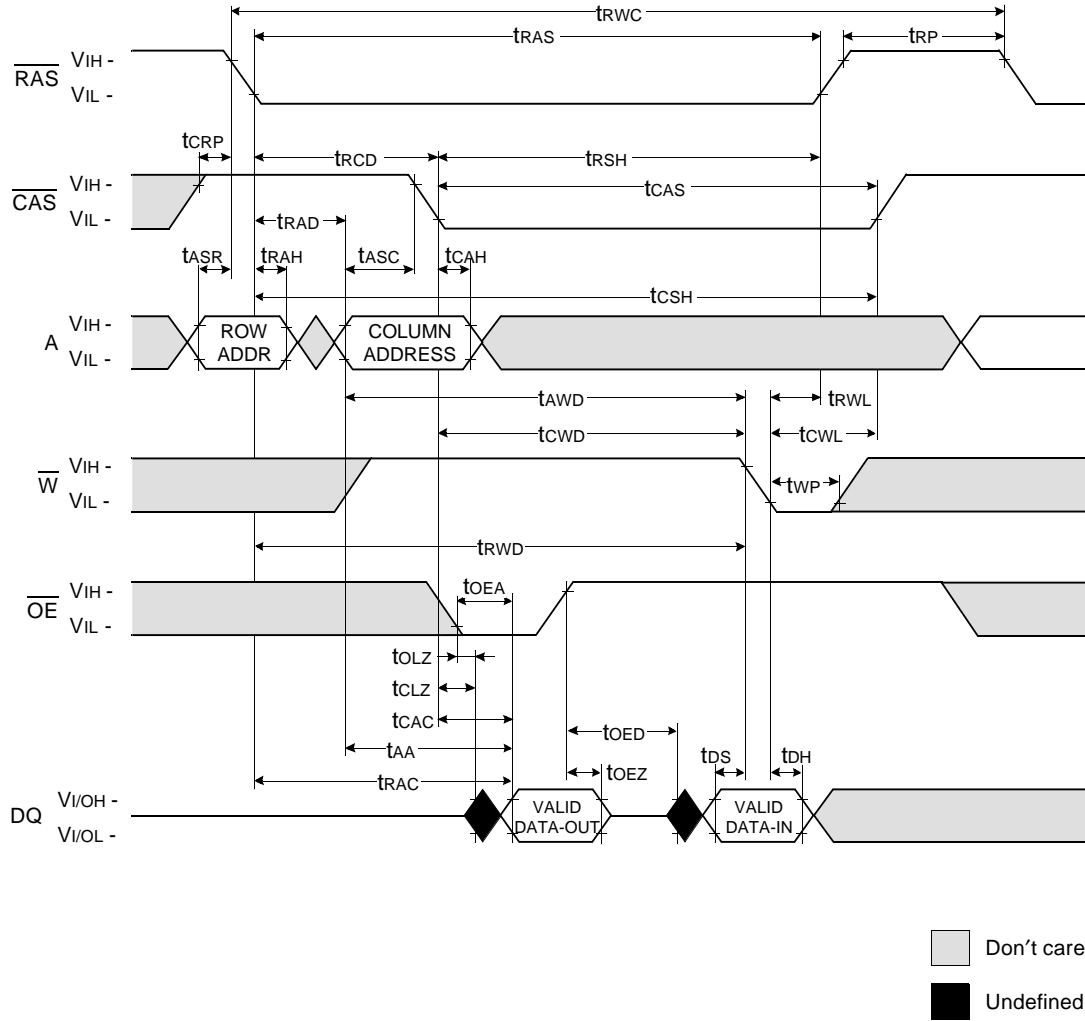 tRWC
tRAS
tRP
RAS
VIH -
VIL -
tCRP
tRCD
tRSH
CAS
VIH -
VIL -
tCAS
tRAD
tASR
tRAH
tASC
tCAH
tCSH
A
VIH -
VIL -
ROW
ADDR
COLUMN
ADDRESS
tAWD
tRWL
tCWD
tCWL
W
VIH -
VIL -
tWP
tRWD
OE
VIH -
VIL -
tOEA
tOLZ
tCLZ
tCAC
tOED
tAA
tDS
tDH
tOEZ
tRAC
DQ
VI/OH -
VI/OL -
VALID
DATA-OUT
VALID
DATA-IN
Don't care
Undefined